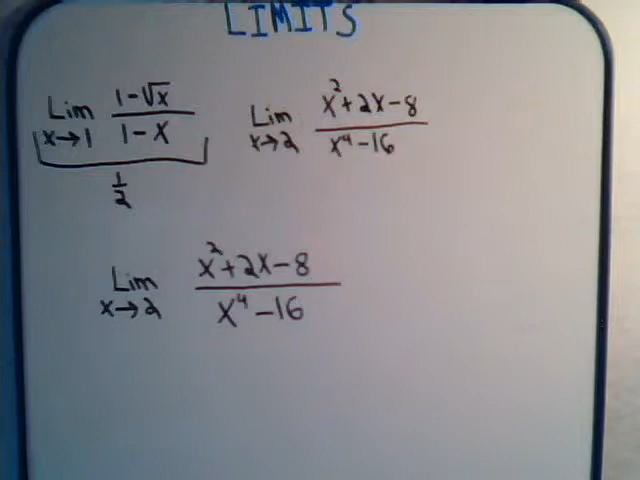 LIMITS
Lim x→1 (1-√x)/(1-x)
1/2
Lim x→2 (x²+2x-8)/(x⁴-16)
Lim x→2 (x²+2x-8)/(x⁴-16)